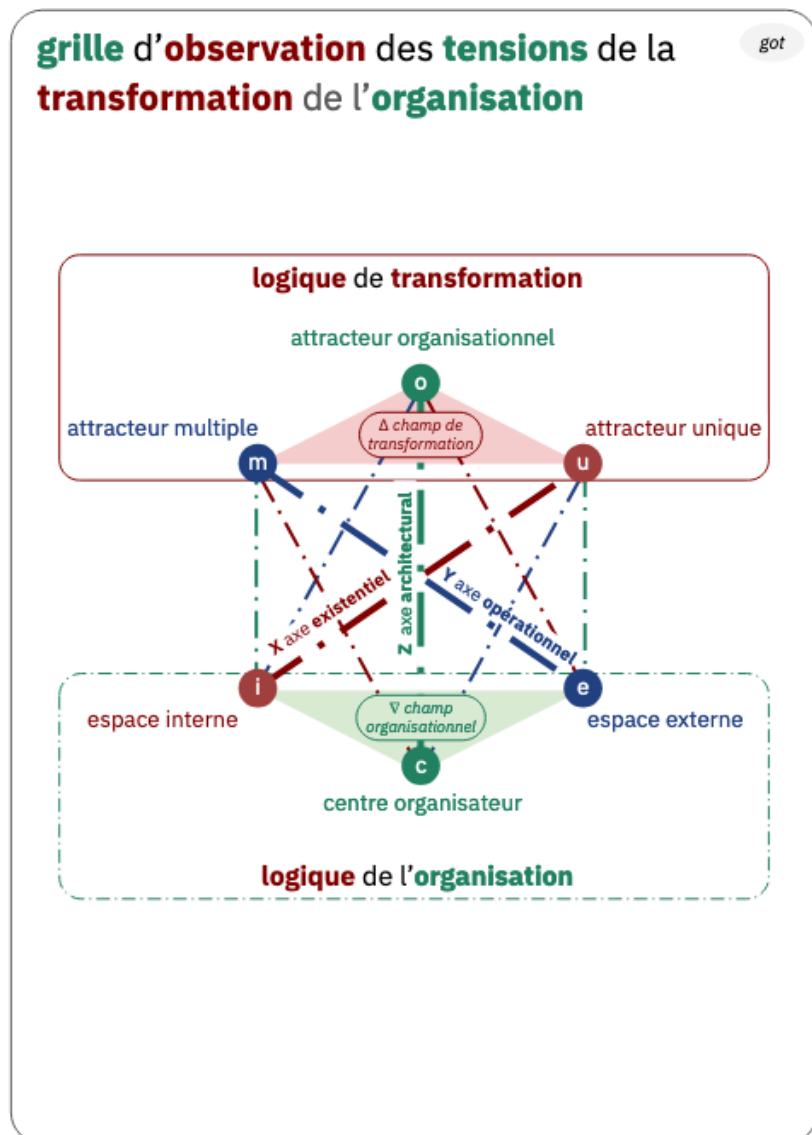 grille d'observation des tensions de la
got
transformation de l'organisation
logique de transformation
attracteur organisationnel
o
Δ champ de
transformation
attracteur multiple
attracteur unique
m
u
Z axe architectural
X axe existentiel
Y axe opérationnel
i
e
∇ champ
organisationnel
espace interne
espace externe
c
centre organisateur
logique de l'organisation